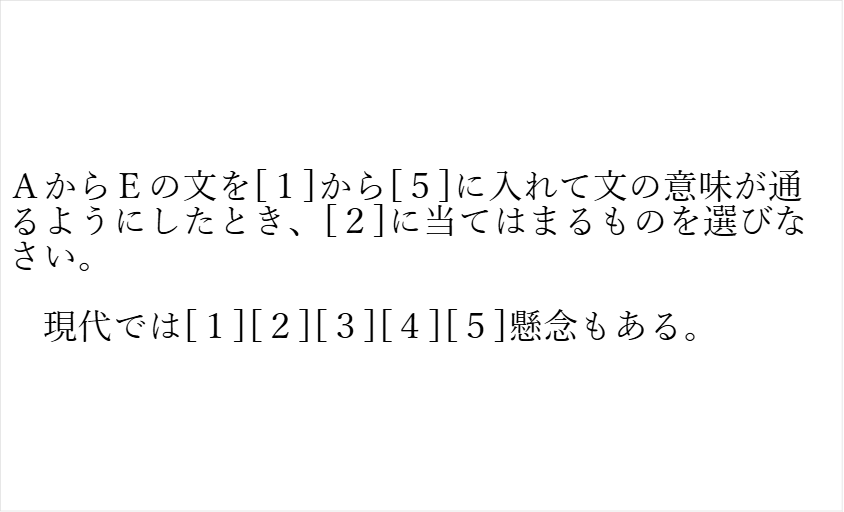 ＡからＥの文を[１]から[５]に入れて文の意味が通
るようにしたとき、[２]に当てはまるものを選びな
さい。
　現代では[１][２][３][４][５]懸念もある。